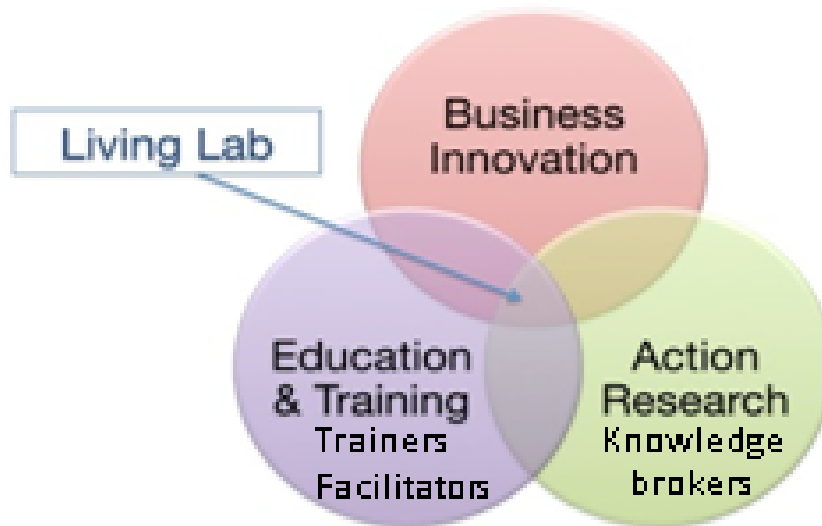 Business
Innovation
Living Lab
Education
& Training
Trainers
Facilitators
Action
Research
Knowledge
brokers